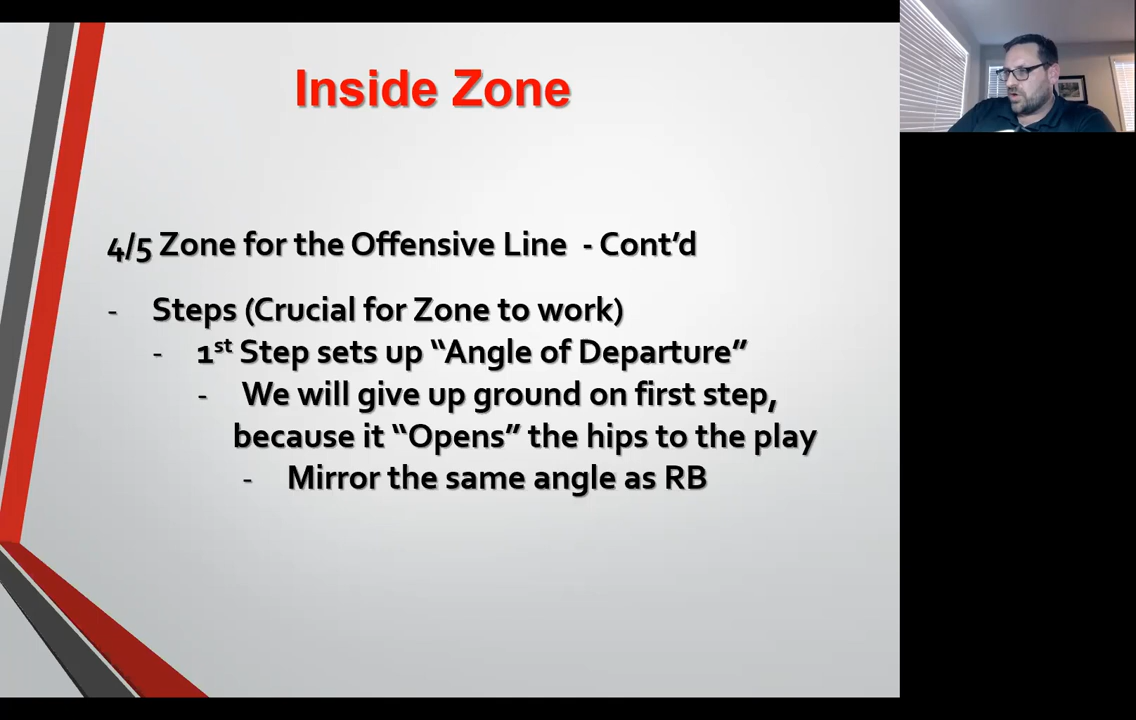 Inside Zone
4/5 Zone for the Offensive Line - Cont’d
- Steps (Crucial for Zone to work)
- 1st Step sets up “Angle of Departure”
- We will give up ground on first step,
because it “Opens” the hips to the play
- Mirror the same angle as RB